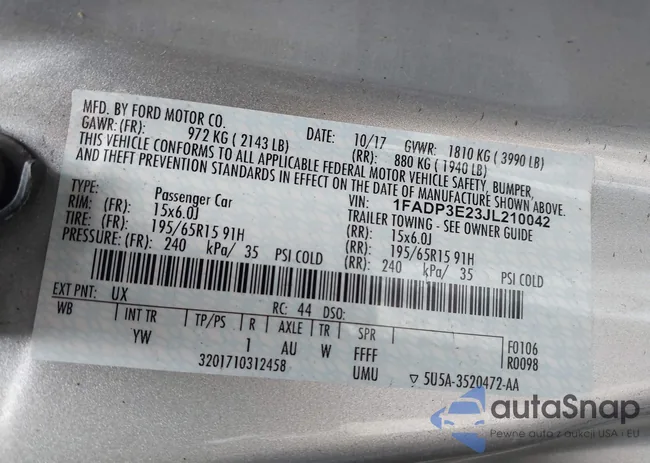 MFD. BY FORD MOTOR CO. DATE: 10/17 GVWR: 1810 KG ( 3990 LB)
GAWR: (FR): 972 KG ( 2143 LB) (RR): 880 KG ( 1940 LB)
THIS VEHICLE CONFORMS TO ALL APPLICABLE FEDERAL MOTOR VEHICLE SAFETY, BUMPER,
AND THEFT PREVENTION STANDARDS IN EFFECT ON THE DATE OF MANUFACTURE SHOWN ABOVE.
VIN: 1FADP3E23JL210042
TYPE: Passenger Car TRAILER TOWING - SEE OWNER GUIDE
RIM: (FR): 15x6.0J (RR): 15x6.0J
TIRE: (FR): 195/65R15 91H (RR): 195/65R15 91H
PRESSURE: (FR): 240 kPa/ 35 PSI COLD (RR): 240 kPa/ 35 PSI COLD
EXT PNT: UX RC: 44 DSO:
WB INT TR TP/PS R AXLE TR SPR F0106
YW 1 AU W FFFF R0098
3201710312458 UMU ▽ 5U5A-3520472-AA
autaSnap
Pewne auto z aukcji USA i EU